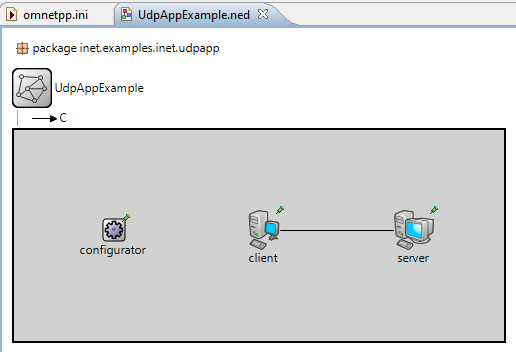 omnetpp.ini
UdpAppExample.ned
package inet.examples.inet.udpapp
UdpAppExample
C
configurator
client
server